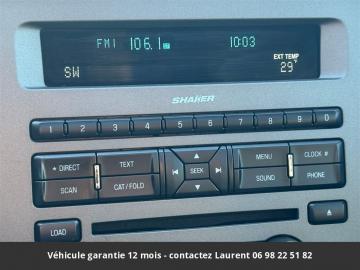 FM1 106.1 10:03
EXT TEMP
SW 29°
SHAKER
1 2 3 4 5 6 7 8 9 0
* DIRECT TEXT SEEK MENU CLOCK #
SCAN CAT/FOLD SOUND PHONE
LOAD
Véhicule garantie 12 mois - contactez Laurent 06 98 22 51 82